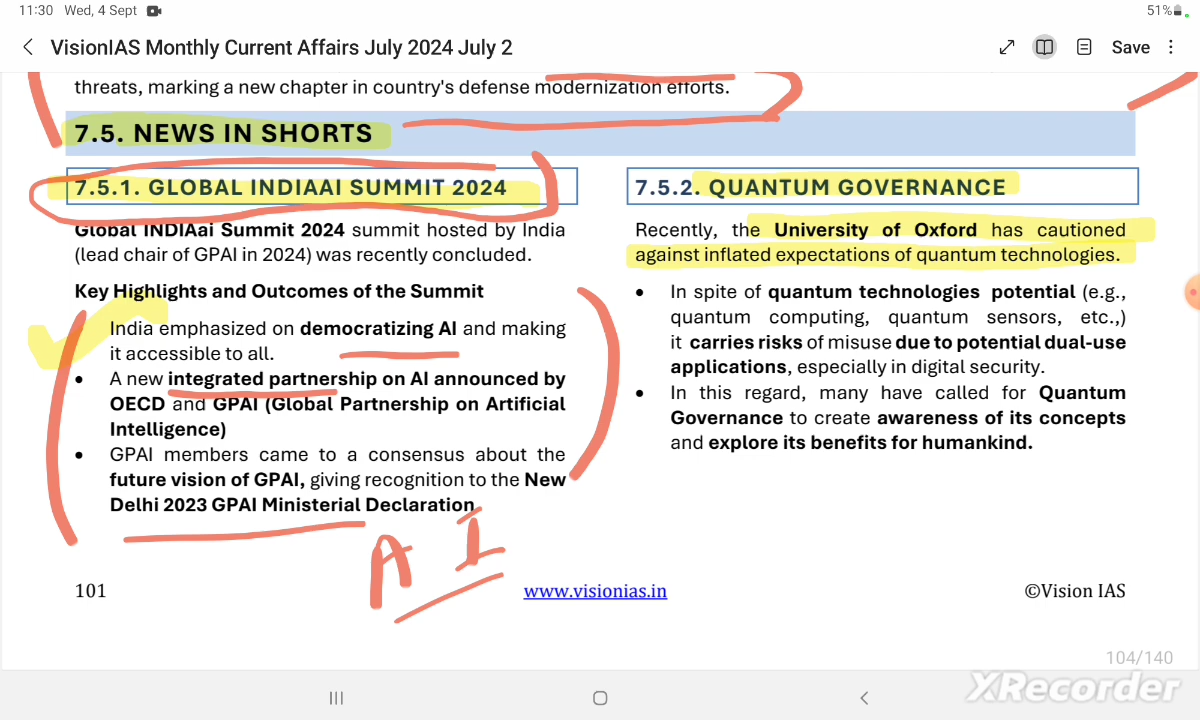 11:30 Wed, 4 Sept
51%
VisionIAS Monthly Current Affairs July 2024 July 2
Save
threats, marking a new chapter in country's defense modernization efforts.
7.5. NEWS IN SHORTS
7.5.1. GLOBAL INDIAAI SUMMIT 2024
Global INDIAai Summit 2024 summit hosted by India
(lead chair of GPAI in 2024) was recently concluded.
Key Highlights and Outcomes of the Summit
India emphasized on democratizing AI and making
it accessible to all.
• A new integrated partnership on AI announced by
OECD and GPAI (Global Partnership on Artificial
Intelligence)
• GPAI members came to a consensus about the
future vision of GPAI, giving recognition to the New
Delhi 2023 GPAI Ministerial Declaration
AI
7.5.2. QUANTUM GOVERNANCE
Recently, the University of Oxford has cautioned
against inflated expectations of quantum technologies.
• In spite of quantum technologies potential (e.g.,
quantum computing, quantum sensors, etc.,)
it carries risks of misuse due to potential dual-use
applications, especially in digital security.
• In this regard, many have called for Quantum
Governance to create awareness of its concepts
and explore its benefits for humankind.
101
www.visionias.in
©Vision IAS
104/140
XRecorder